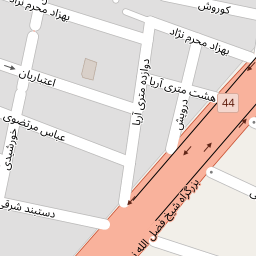 کوروش
بهزاد محرم نژاد
بهزاد محرم نژاد
اعتباریان
هشت متری آریا
44
دوازده متری آریا
درویش
عباس مرتضوی
خورشیدی
دستبند شرقی
بزرگراه شیخ فضل الله